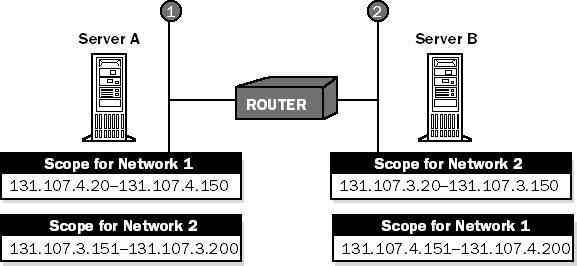 1
2
Server A
Server B
ROUTER
Scope for Network 1
131.107.4.20–131.107.4.150
Scope for Network 2
131.107.3.20–131.107.3.150
Scope for Network 2
131.107.3.151–131.107.3.200
Scope for Network 1
131.107.4.151–131.107.4.200